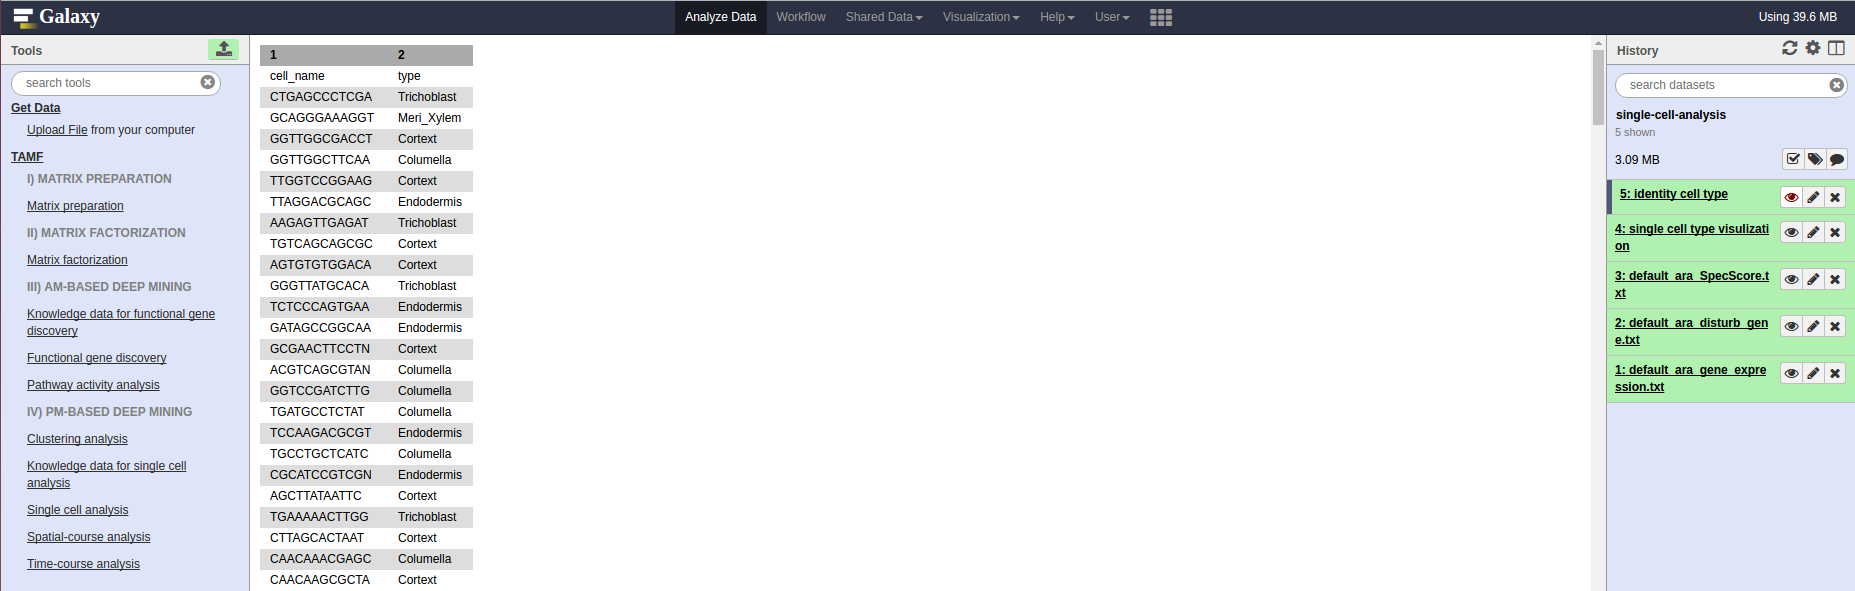 Galaxy
Analyze Data
Workflow
Shared Data
Visualization
Help
User
Using 39.6 MB
Tools
search tools
Get Data
Upload File from your computer
TAMF
I) MATRIX PREPARATION
Matrix preparation
II) MATRIX FACTORIZATION
Matrix factorization
III) AM-BASED DEEP MINING
Knowledge data for functional gene
discovery
Functional gene discovery
Pathway activity analysis
IV) PM-BASED DEEP MINING
Clustering analysis
Knowledge data for single cell
analysis
Single cell analysis
Spatial-course analysis
Time-course analysis
1 2
cell_name type
CTGAGCCCTCGA Trichoblast
GCAGGGAAAGGT Meri_Xylem
GGTTGGCGACCT Cortext
GGTTGGCTTCAA Columella
TTGGTCCGGAAG Cortext
TTAGGACGCAGC Endodermis
AAGAGTTGAGAT Trichoblast
TGTCAGCAGCGC Cortext
AGTGTGTGGACA Cortext
GGGTTATGCACA Trichoblast
TCTCCCAGTGAA Endodermis
GATAGCCGGCAA Endodermis
GCGAACTTCCTN Cortext
ACGTCAGCGTAN Columella
GGTCCGATCTTG Columella
TGATGCCTCTAT Columella
TCCAAGACGCGT Endodermis
TGCCTGCTCATC Columella
CGCATCCGTCGN Endodermis
AGCTTATAATTC Cortext
TGAAAAACTTGG Trichoblast
CTTAGCACTAAT Cortext
CAACAAACGAGC Columella
CAACAAGCGCTA Cortext
History
search datasets
single-cell-analysis
5 shown
3.09 MB
5: identity cell type
4: single cell type visulizati
on
3: default_ara_SpecScore.t
xt
2: default_ara_disturb_gen
e.txt
1: default_ara_gene_expre
ssion.txt